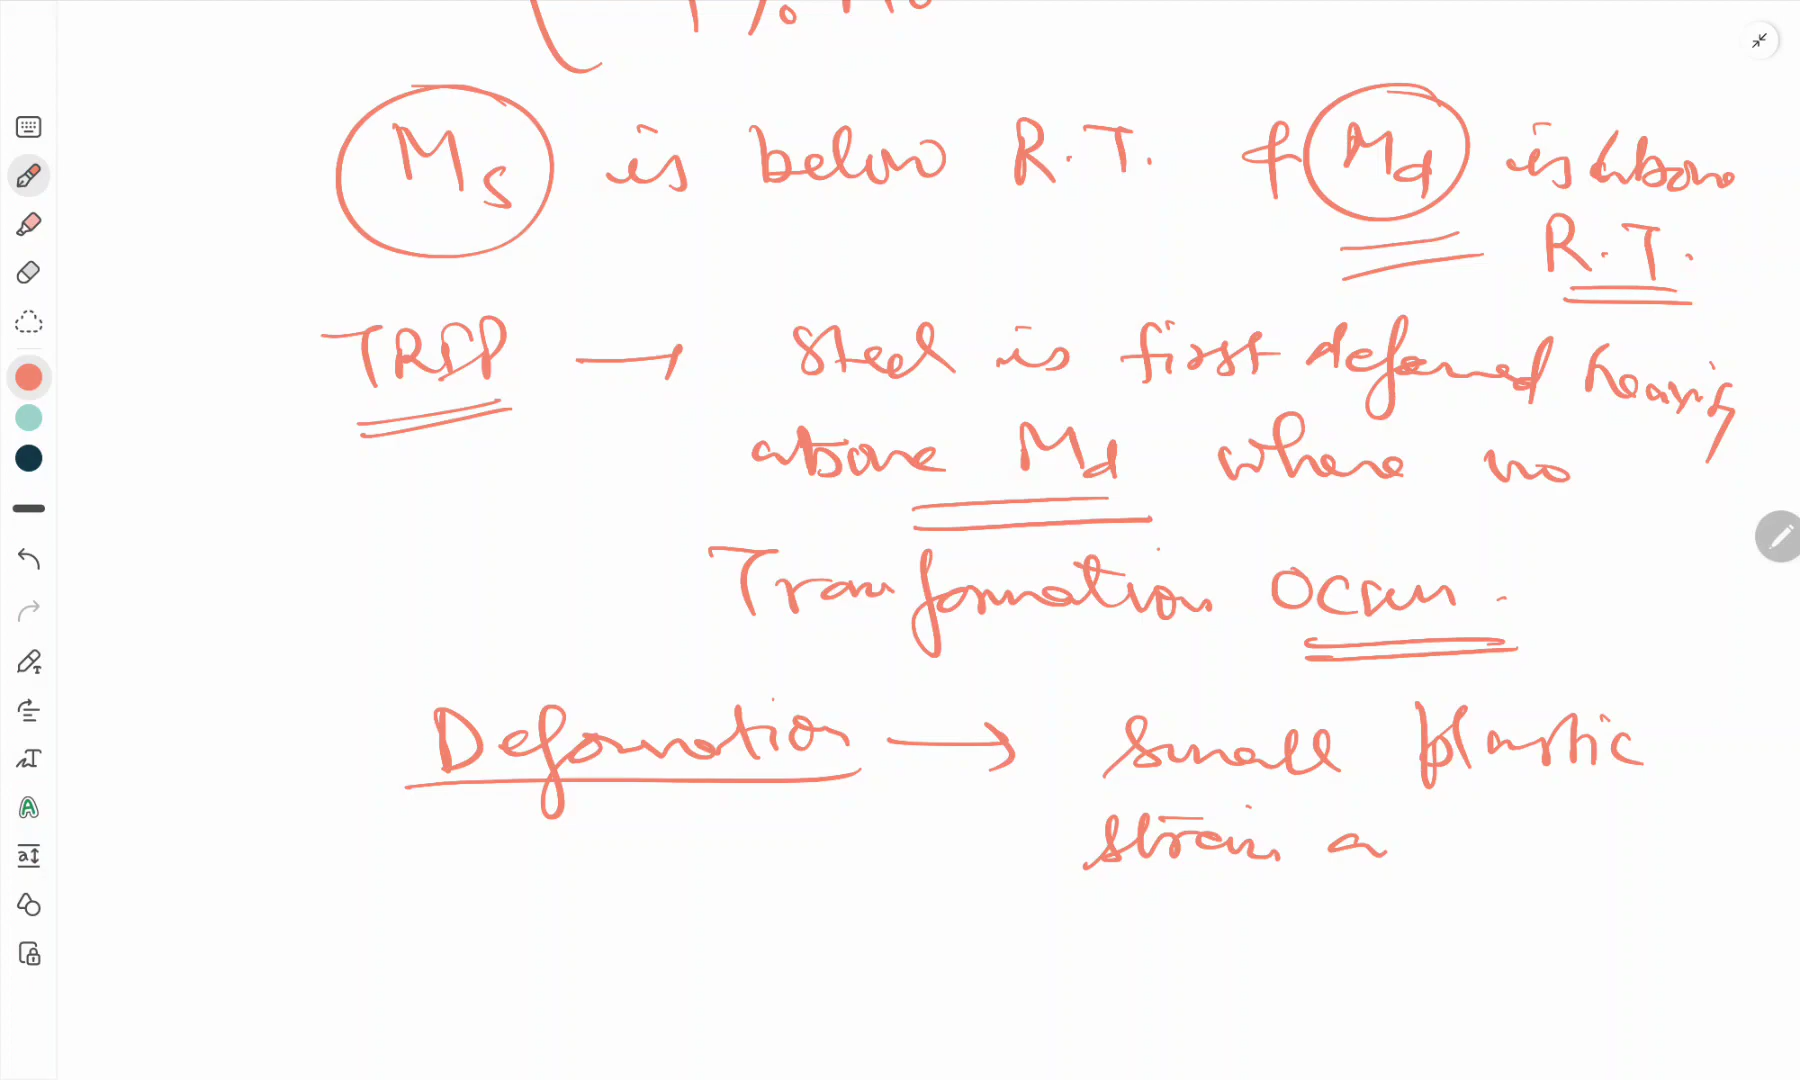 Ms is below R.T. & Md is above
R.T.
TRIP → Steel is first deformed heavily
above Md where no
Transformation occurs.
Deformation → small plastic
strain a